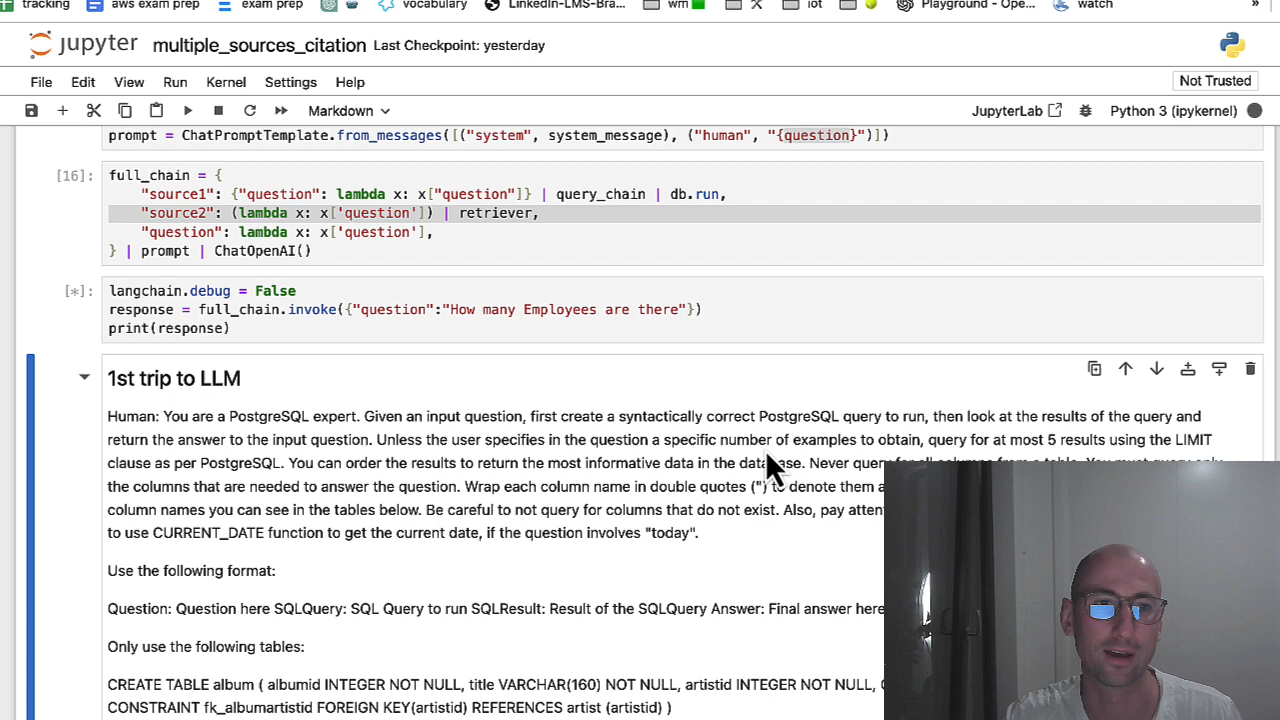 tracking aws exam prep exam prep vocabulary LinkedIn-LMS-Bra... wm iot Playground - Ope... watch »
jupyter multiple_sources_citation Last Checkpoint: yesterday
File Edit View Run Kernel Settings Help Not Trusted
Markdown JupyterLab Python 3 (ipykernel)
prompt = ChatPromptTemplate.from_messages([("system", system_message), ("human", "{question}")])
[16]: full_chain = {
"source1": {"question": lambda x: x["question"]} | query_chain | db.run,
"source2": (lambda x: x['question']) | retriever,
"question": lambda x: x['question'],
} | prompt | ChatOpenAI()
[*]: langchain.debug = False
response = full_chain.invoke({"question":"How many Employees are there"})
print(response)
1st trip to LLM
Human: You are a PostgreSQL expert. Given an input question, first create a syntactically correct PostgreSQL query to run, then look at the results of the query and
return the answer to the input question. Unless the user specifies in the question a specific number of examples to obtain, query for at most 5 results using the LIMIT
clause as per PostgreSQL. You can order the results to return the most informative data in the database. Never query for all columns from a table. You must query only
the columns that are needed to answer the question. Wrap each column name in double quotes (") to denote them a
column names you can see in the tables below. Be careful to not query for columns that do not exist. Also, pay atten
to use CURRENT_DATE function to get the current date, if the question involves "today".
Use the following format:
Question: Question here SQLQuery: SQL Query to run SQLResult: Result of the SQLQuery Answer: Final answer here
Only use the following tables:
CREATE TABLE album ( albumid INTEGER NOT NULL, title VARCHAR(160) NOT NULL, artistid INTEGER NOT NULL,
CONSTRAINT fk_albumartistid FOREIGN KEY(artistid) REFERENCES artist (artistid) )